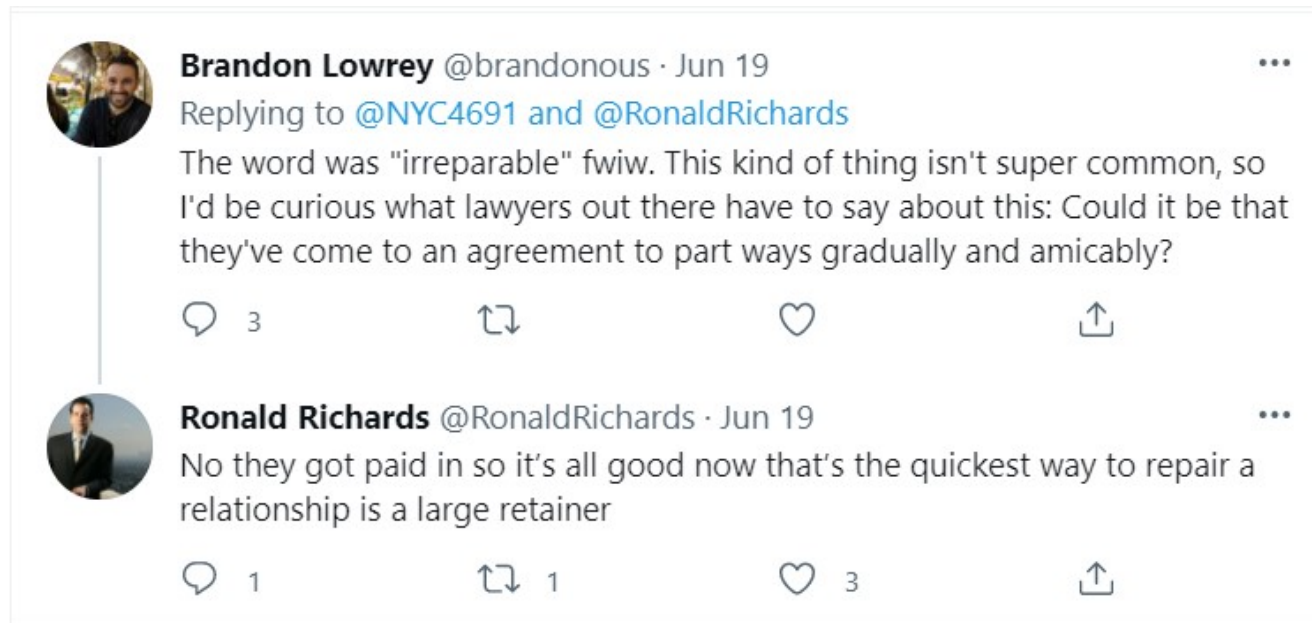 Brandon Lowrey @brandonous · Jun 19
Replying to @NYC4691 and @RonaldRichards
The word was "irreparable" fwiw. This kind of thing isn't super common, so
I'd be curious what lawyers out there have to say about this: Could it be that
they've come to an agreement to part ways gradually and amicably?
3
Ronald Richards @RonaldRichards · Jun 19
No they got paid in so it’s all good now that’s the quickest way to repair a
relationship is a large retainer
1 1 3